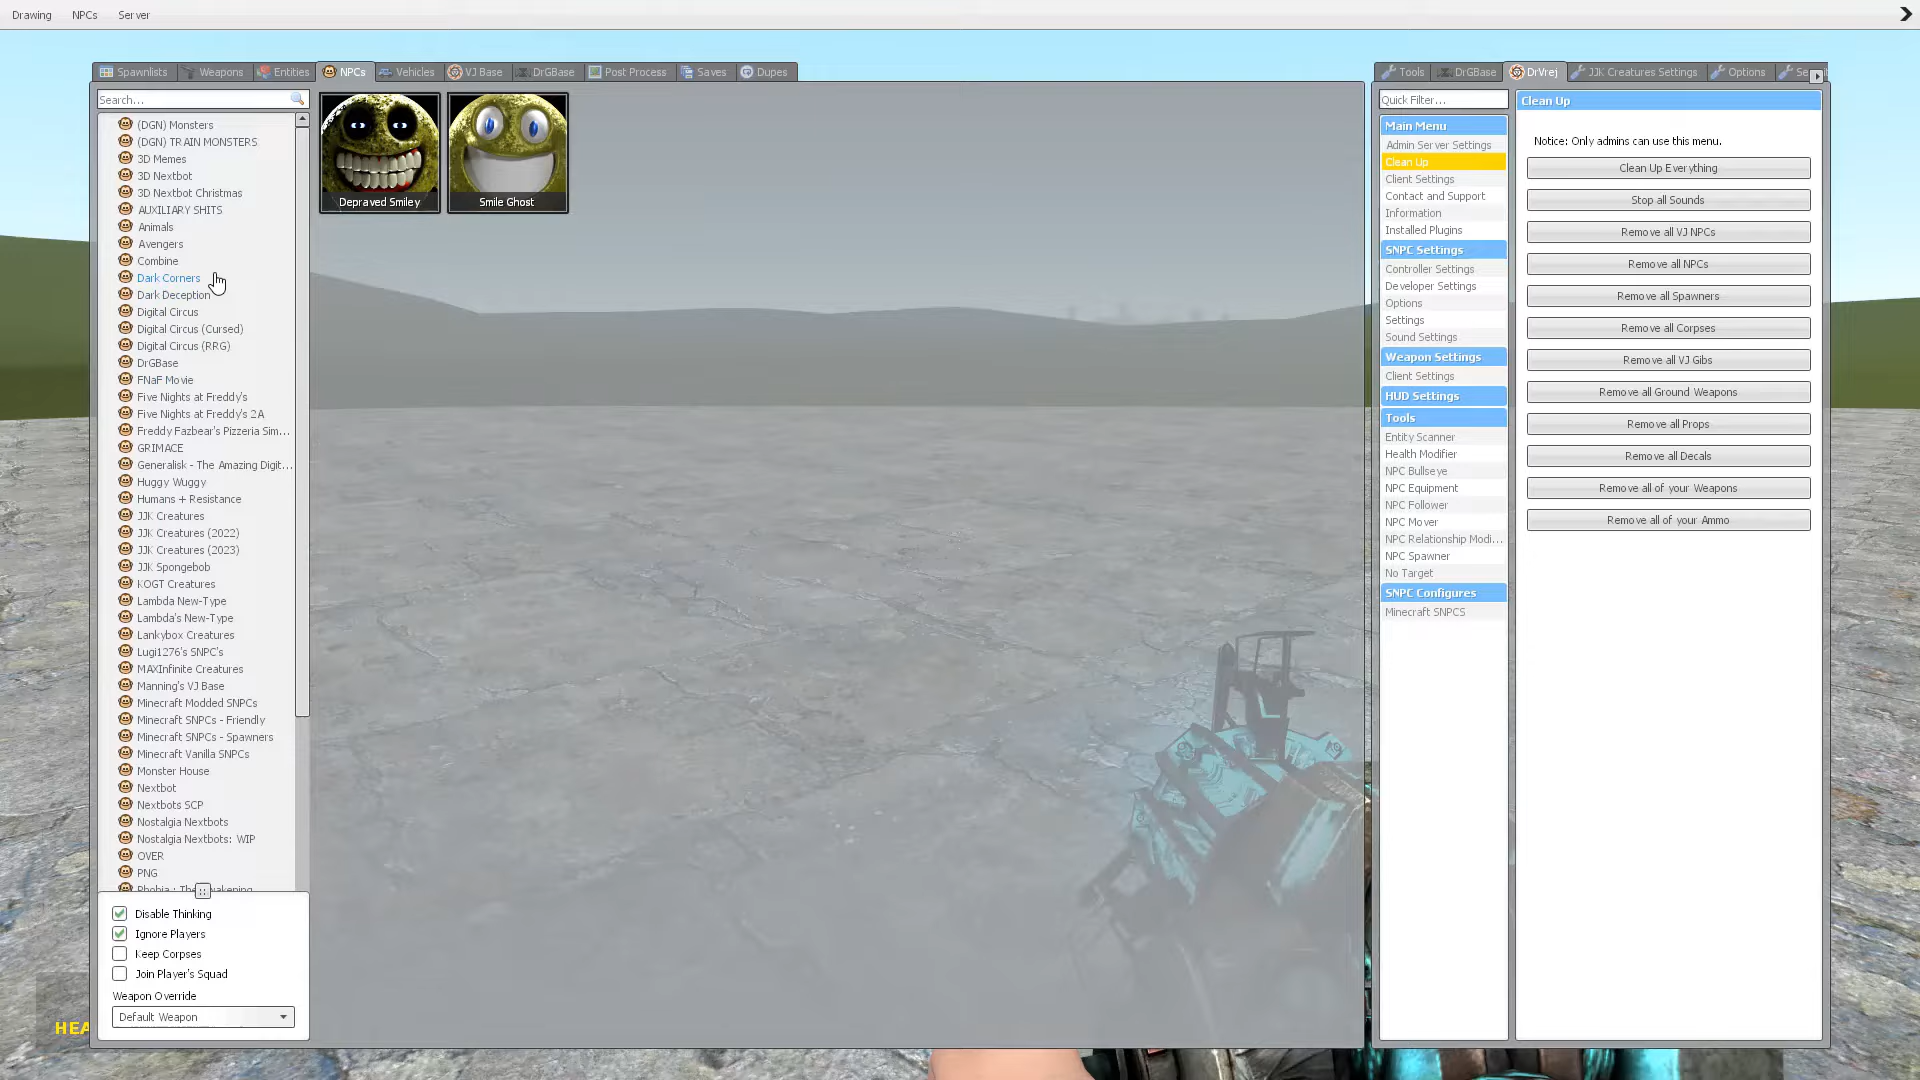 Drawing NPCs Server
Spawnlists Weapons Entities NPCs Vehicles VJ Base DrGBase Post Process Saves Dupes
Search...
(DGN) Monsters
(DGN) TRAIN MONSTERS
3D Memes
3D Nextbot
3D Nextbot Christmas
AUXILIARY SHITS
Animals
Avengers
Combine
Dark Corners
Dark Deception
Digital Circus
Digital Circus (Cursed)
Digital Circus (RRG)
DrGBase
FNaF Movie
Five Nights at Freddy's
Five Nights at Freddy's 2A
Freddy Fazbear's Pizzeria Sim...
GRIMACE
Generalisk - The Amazing Digit...
Huggy Wuggy
Humans + Resistance
JJK Creatures
JJK Creatures (2022)
JJK Creatures (2023)
JJK Spongebob
KOGT Creatures
Lambda New-Type
Lambda's New-Type
Lankybox Creatures
Lugi1276's SNPC's
MAXInfinite Creatures
Manning's VJ Base
Minecraft Modded SNPCs
Minecraft SNPCs - Friendly
Minecraft SNPCs - Spawners
Minecraft Vanilla SNPCs
Monster House
Nextbot
Nextbots SCP
Nostalgia Nextbots
Nostalgia Nextbots: WIP
OVER
PNG
Disable Thinking
Ignore Players
Keep Corpses
Join Player's Squad
Weapon Override
Default Weapon
HEA
Depraved Smiley
Smile Ghost
Tools DrGBase DrVrej JJK Creatures Settings Options
Quick Filter...
Main Menu
Admin Server Settings
Clean Up
Client Settings
Contact and Support
Information
Installed Plugins
SNPC Settings
Controller Settings
Developer Settings
Options
Settings
Sound Settings
Weapon Settings
Client Settings
HUD Settings
Tools
Entity Scanner
Health Modifier
NPC Bullseye
NPC Equipment
NPC Follower
NPC Mover
NPC Relationship Modi...
NPC Spawner
No Target
SNPC Configures
Minecraft SNPCS
Clean Up
Notice: Only admins can use this menu.
Clean Up Everything
Stop all Sounds
Remove all VJ NPCs
Remove all NPCs
Remove all Spawners
Remove all Corpses
Remove all VJ Gibs
Remove all Ground Weapons
Remove all Props
Remove all Decals
Remove all of your Weapons
Remove all of your Ammo